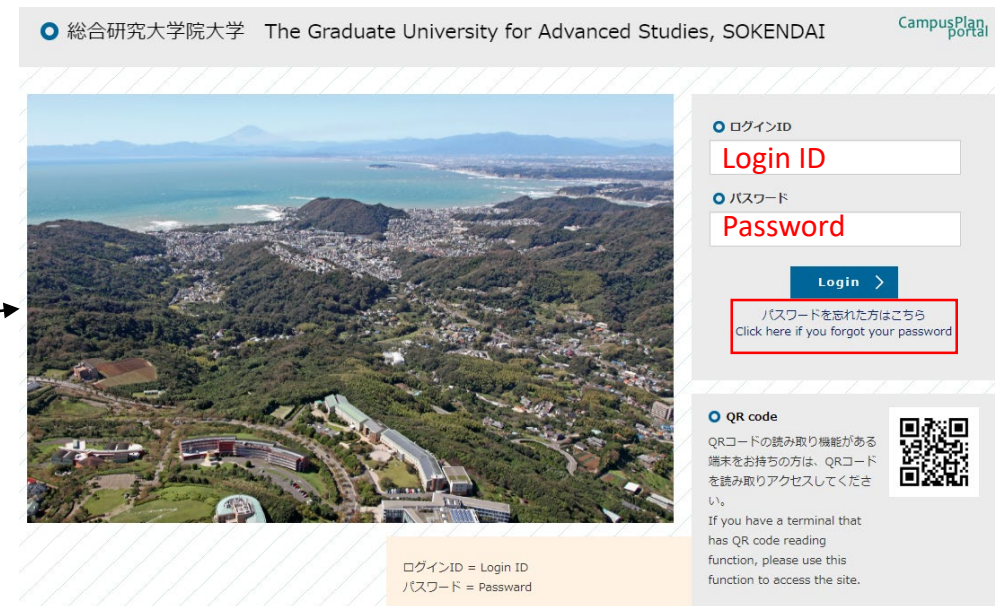 総合研究大学院大学 The Graduate University for Advanced Studies, SOKENDAI
CampusPlan
portal
ログインID
Login ID
パスワード
Password
Login
パスワードを忘れた方はこちら
Click here if you forgot your password
QR code
QRコードの読み取り機能がある
端末をお持ちの方は、QRコード
を読み取りアクセスしてくださ
い。
If you have a terminal that
has QR code reading
function, please use this
function to access the site.
ログインID = Login ID
パスワード = Passward